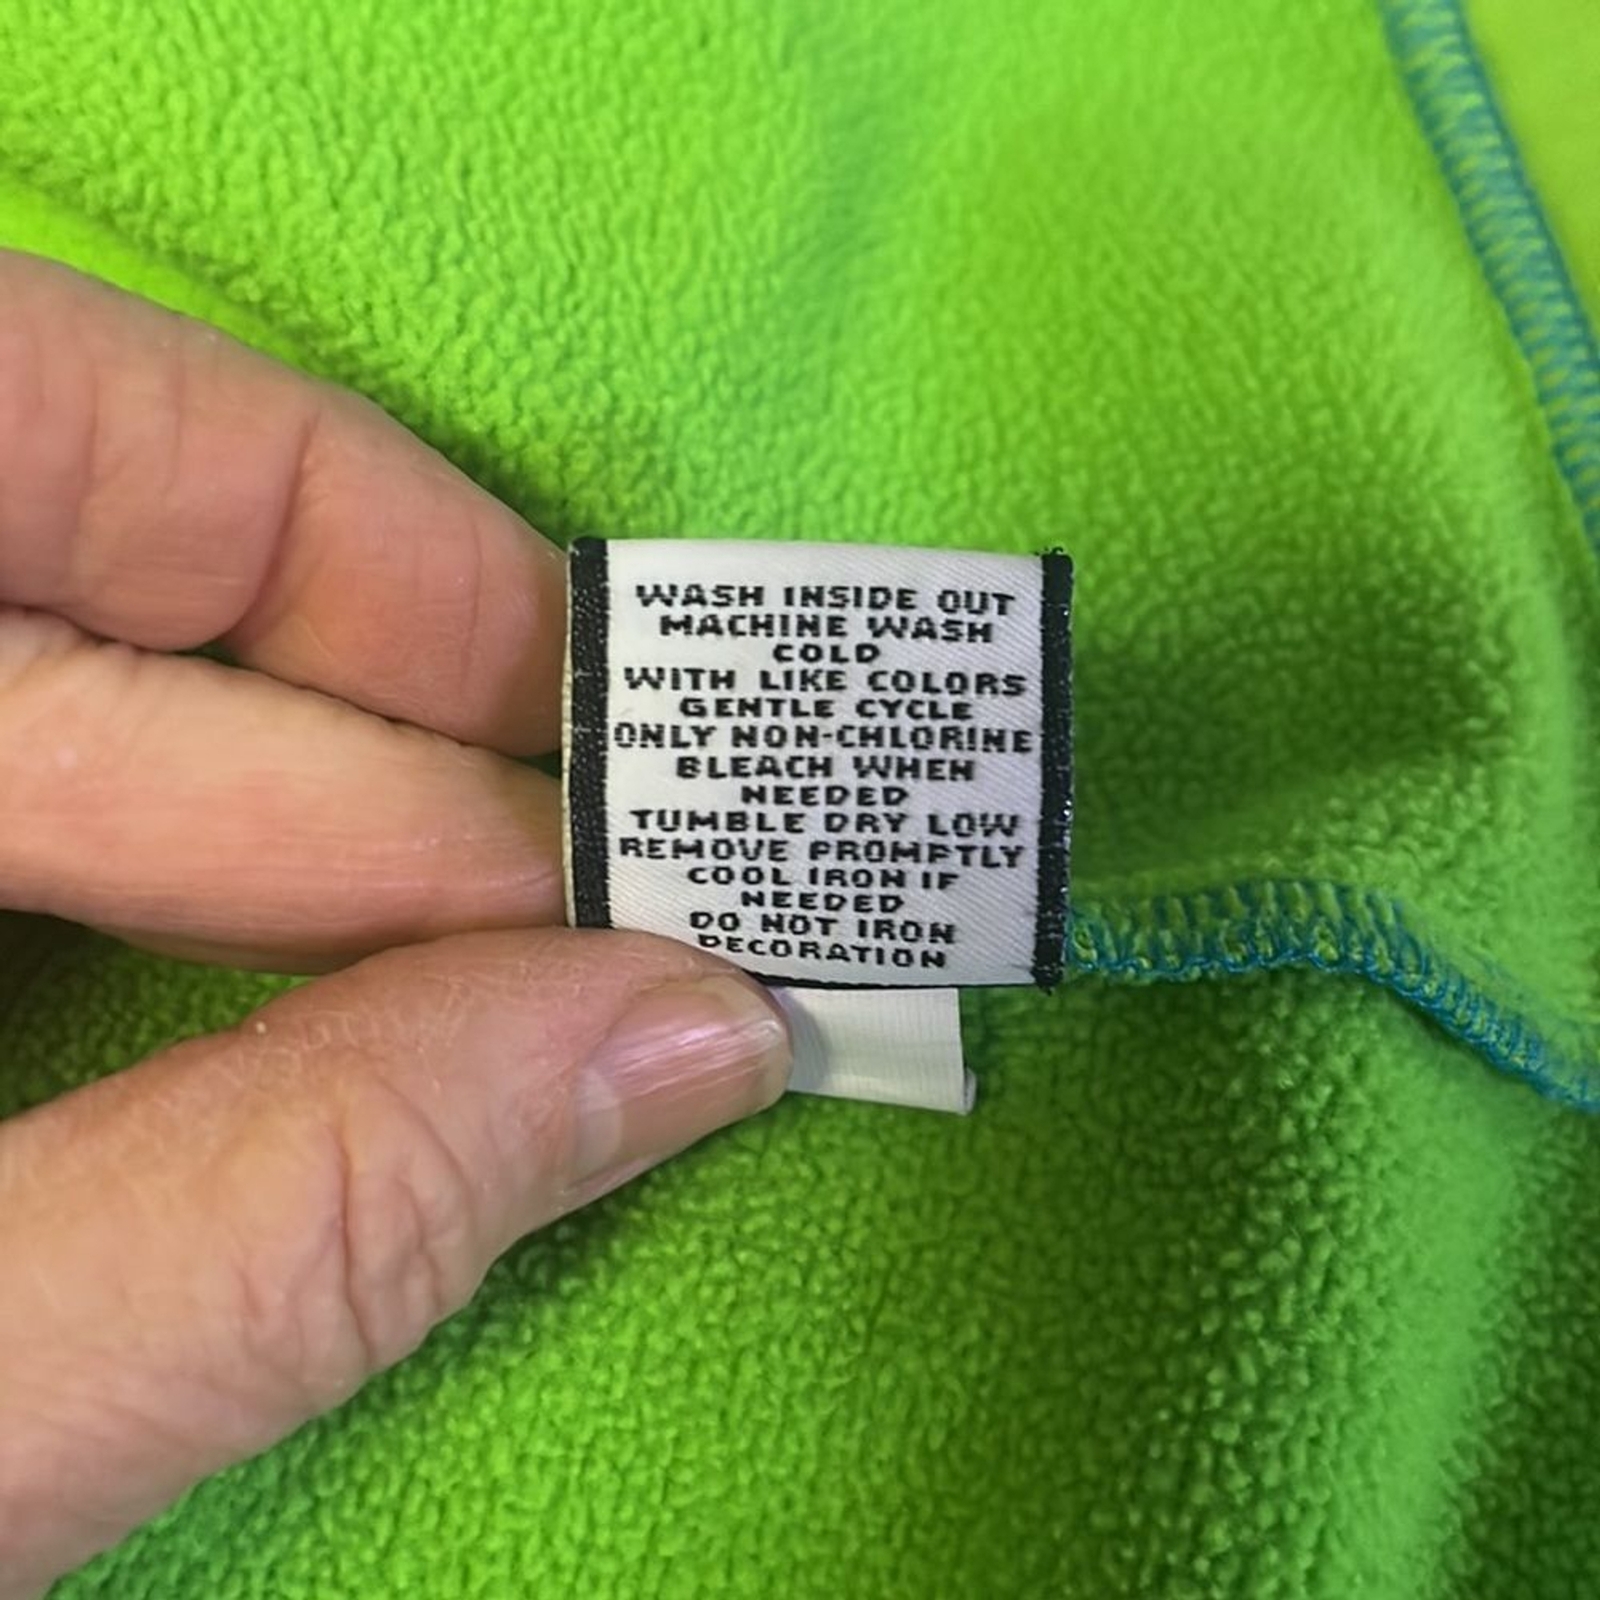 WASH INSIDE OUT
MACHINE WASH
COLD
WITH LIKE COLORS
GENTLE CYCLE
ONLY NON-CHLORINE
BLEACH WHEN
NEEDED
TUMBLE DRY LOW
REMOVE PROMPTLY
COOL IRON IF
NEEDED
DO NOT IRON
DECORATION